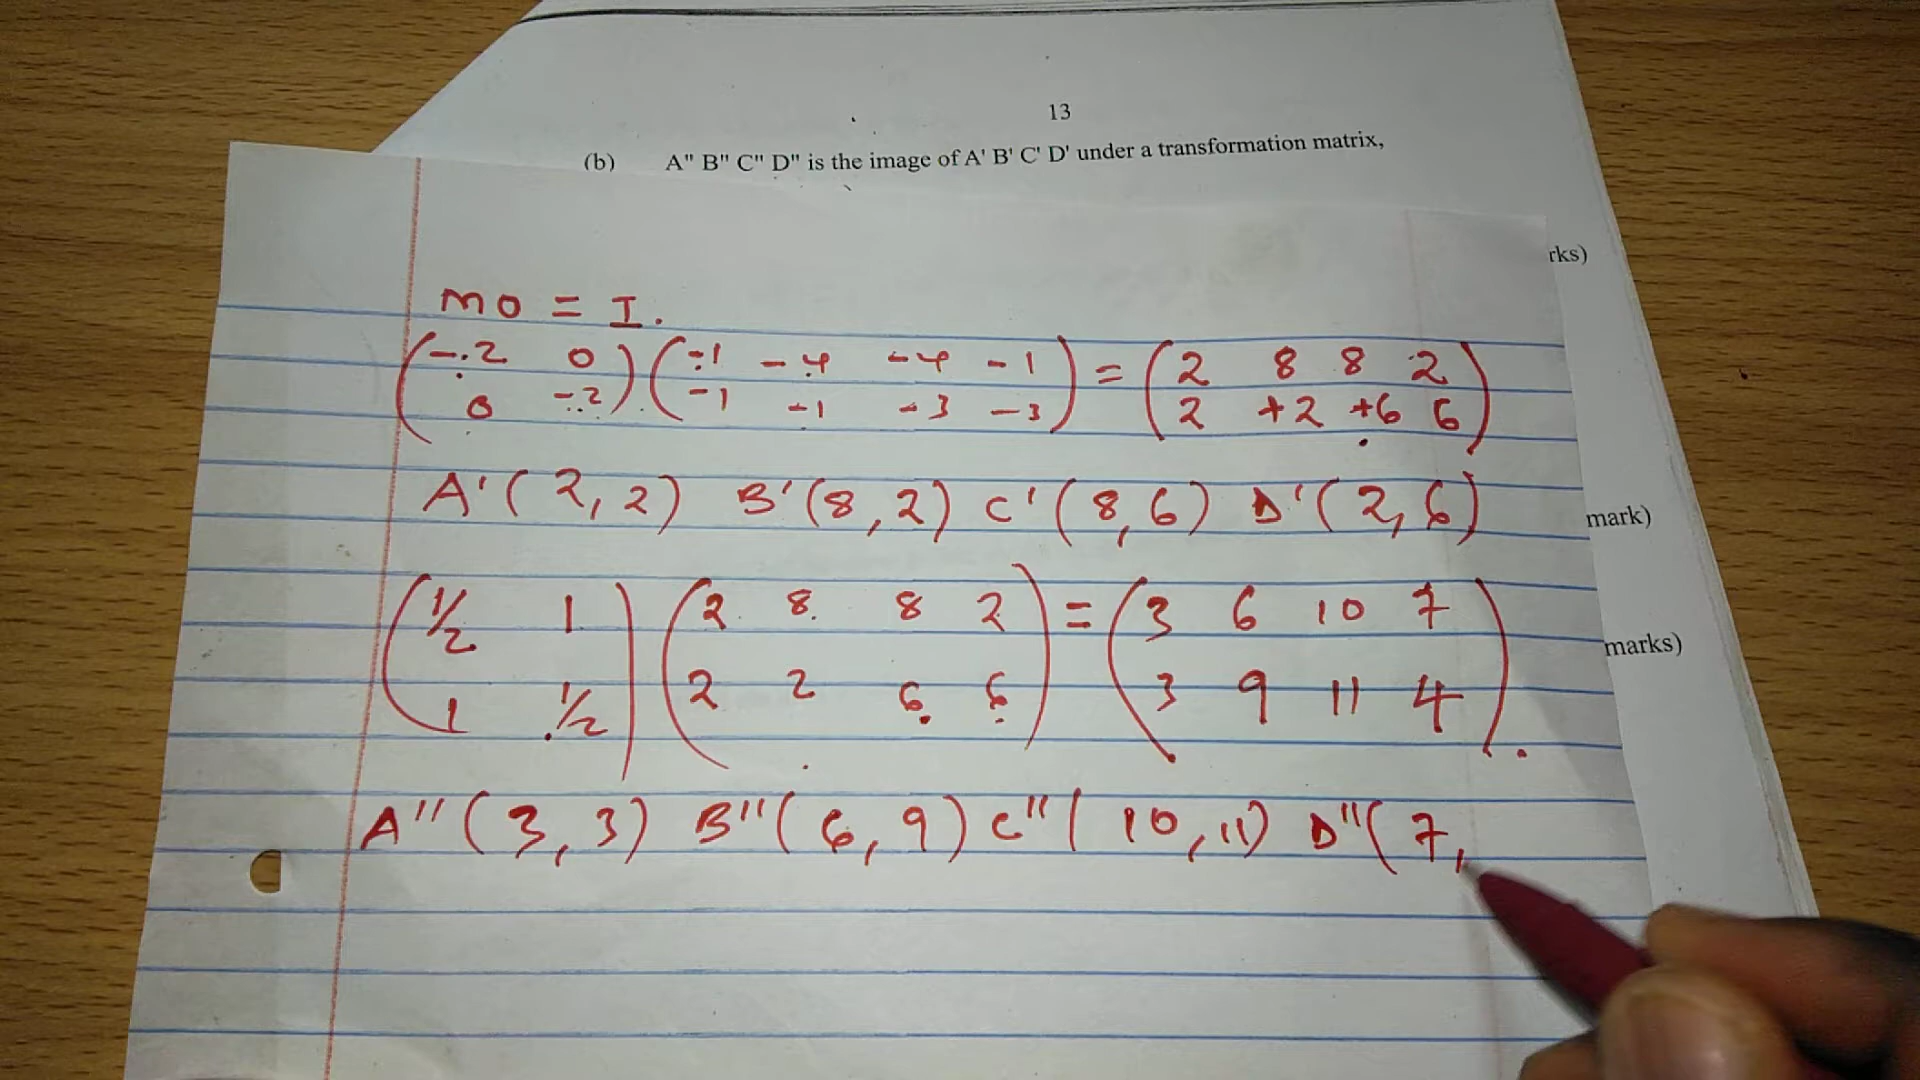 13
(b) A" B" C" D" is the image of A' B' C' D' under a transformation matrix,
rks)
mo = I.
(-2 0) (-1 -4 -4 -1) = (2 8 8 2)
(0 -2) (-1 -1 -3 -3) (2 +2 +6 6)
A'(2,2) B'(8,2) C'(8,6) D'(2,6)
mark)
(1/2 1) (2 8 8 2) = (3 6 10 7)
marks)
(1 1/2) (2 2 6 6) (3 9 11 4).
A''(3,3) B''(6,9) C''(10,11) D''(7,